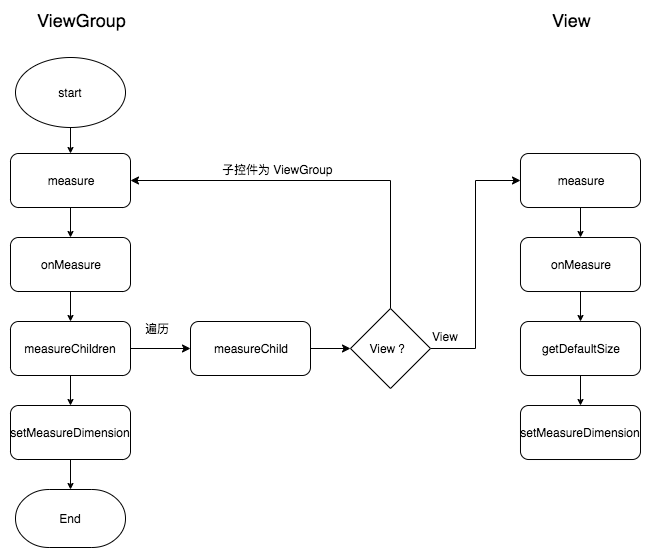 ViewGroup
View
start
measure
子控件为 ViewGroup
measure
onMeasure
onMeasure
遍历
View
measureChildren
measureChild
View ?
getDefaultSize
setMeasureDimension
setMeasureDimension
End